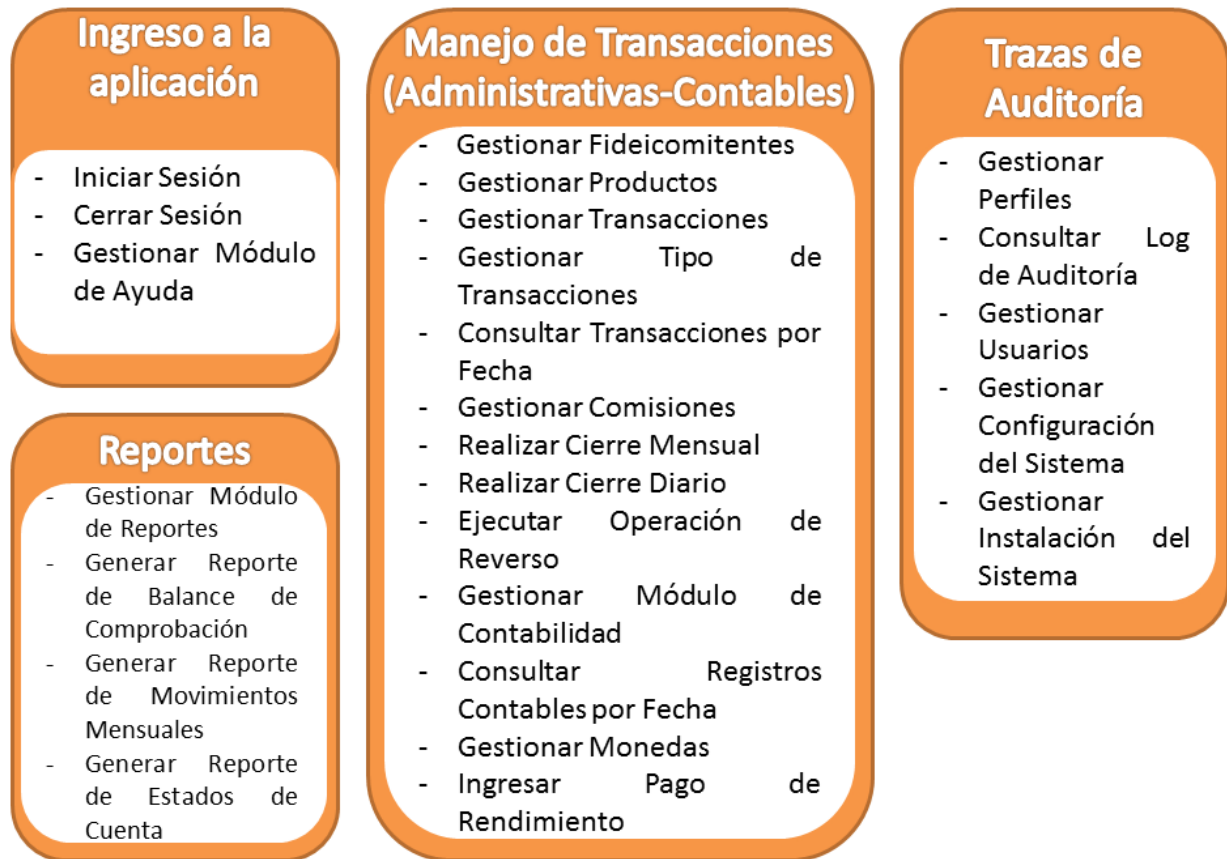 Ingreso a la
aplicación
- Iniciar Sesión
- Cerrar Sesión
- Gestionar Módulo
de Ayuda
Reportes
- Gestionar Módulo
de Reportes
- Generar Reporte
de Balance de
Comprobación
- Generar Reporte
de Movimientos
Mensuales
- Generar Reporte
de Estados de
Cuenta
Manejo de Transacciones
(Administrativas-Contables)
- Gestionar Fideicomitentes
- Gestionar Productos
- Gestionar Transacciones
- Gestionar Tipo de
Transacciones
- Consultar Transacciones por
Fecha
- Gestionar Comisiones
- Realizar Cierre Mensual
- Realizar Cierre Diario
- Ejecutar Operación de
Reverso
- Gestionar Módulo de
Contabilidad
- Consultar Registros
Contables por Fecha
- Gestionar Monedas
- Ingresar Pago de
Rendimiento
Trazas de
Auditoría
- Gestionar
Perfiles
- Consultar Log
de Auditoría
- Gestionar
Usuarios
- Gestionar
Configuración
del Sistema
- Gestionar
Instalación del
Sistema